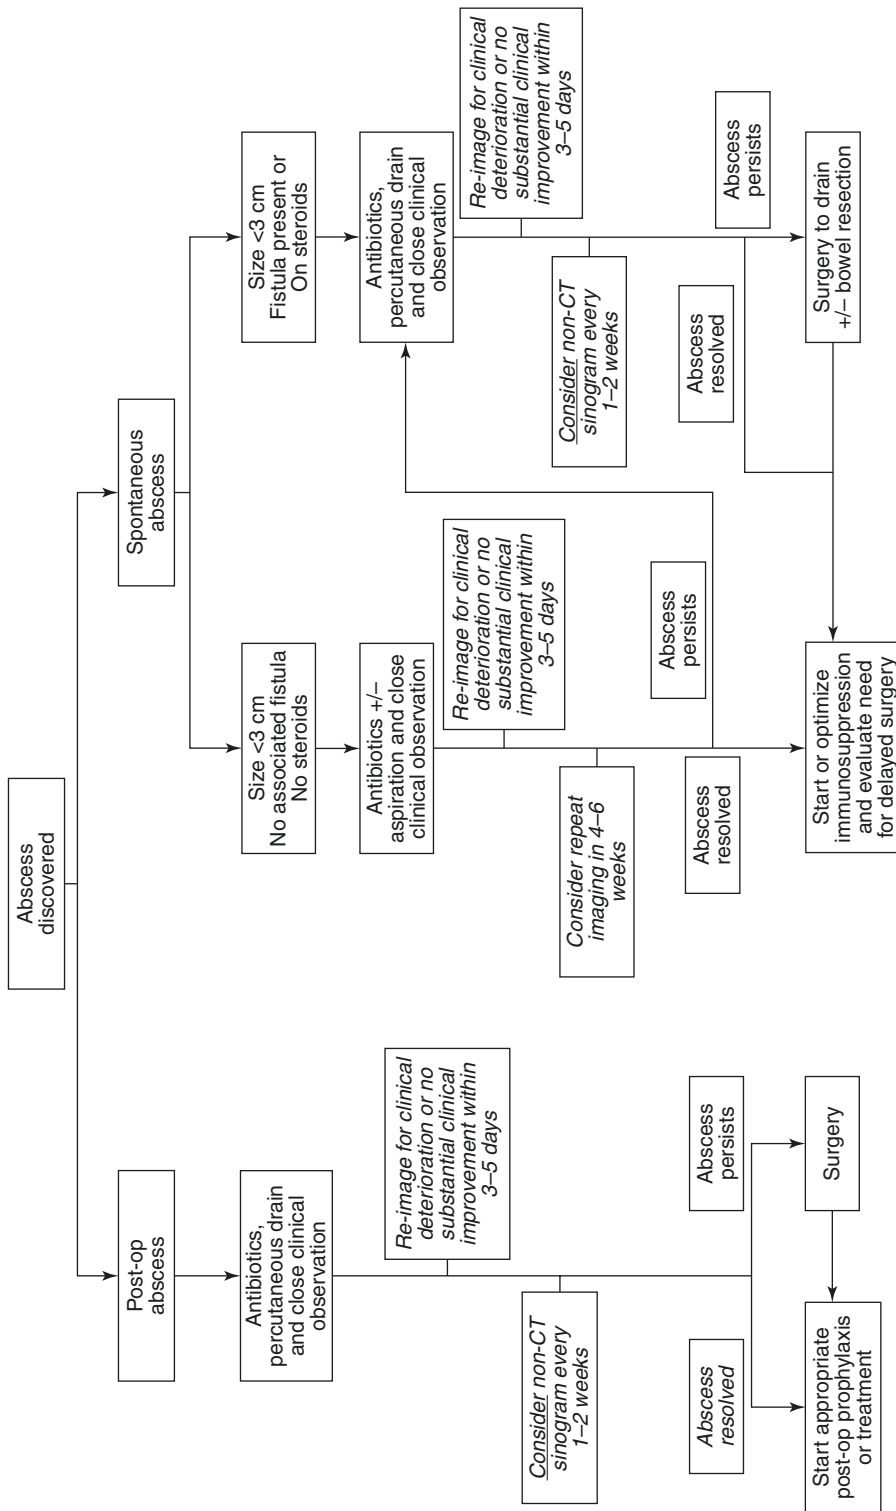 Abscess
discovered
Post-op
abscess
Spontaneous
abscess
Antibiotics,
percutaneous drain
and close clinical
observation
Size <3 cm
No associated fistula
No steroids
Size <3 cm
Fistula present or
On steroids
Antibiotics +/–
aspiration and close
clinical observation
Antibiotics,
percutaneous drain
and close clinical
observation
Re-image for clinical
deterioration or no
substantial clinical
improvement within
3–5 days
Re-image for clinical
deterioration or no
substantial clinical
improvement within
3–5 days
Re-image for clinical
deterioration or no
substantial clinical
improvement within
3–5 days
Consider non-CT
sinogram every
1–2 weeks
Consider repeat
imaging in 4–6
weeks
Consider non-CT
sinogram every
1–2 weeks
Abscess
resolved
Abscess
persists
Abscess
resolved
Abscess
persists
Abscess
resolved
Abscess
persists
Start appropriate
post-op prophylaxis
or treatment
Surgery
Start or optimize
immunosuppression
and evaluate need
for delayed surgery
Surgery to drain
+/– bowel resection